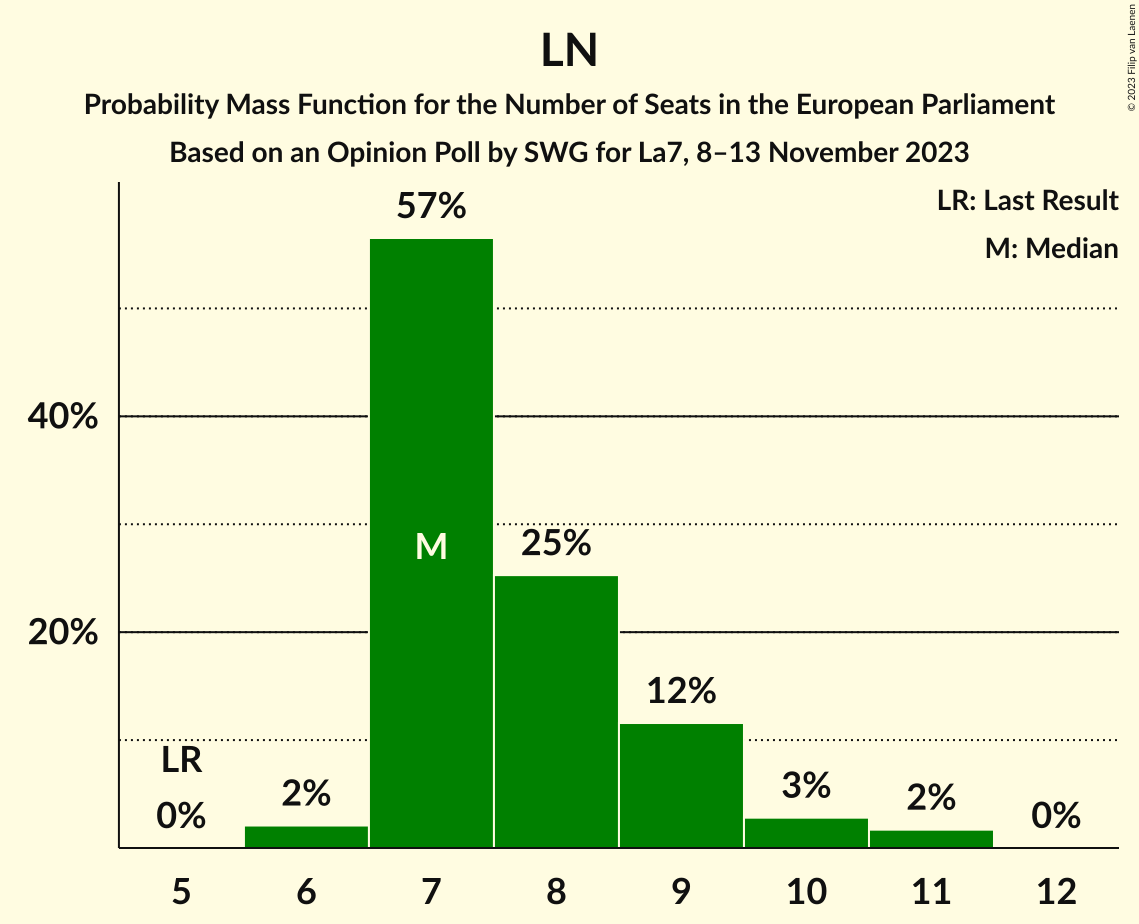 LN
Probability Mass Function for the Number of Seats in the European Parliament
Based on an Opinion Poll by SWG for La7, 8–13 November 2023
© 2023 Filip van Laenen
LR: Last Result
M: Median
57%
40%
M
25%
20%
12%
LR
0%
2%
3%
2%
0%
5 6 7 8 9 10 11 12